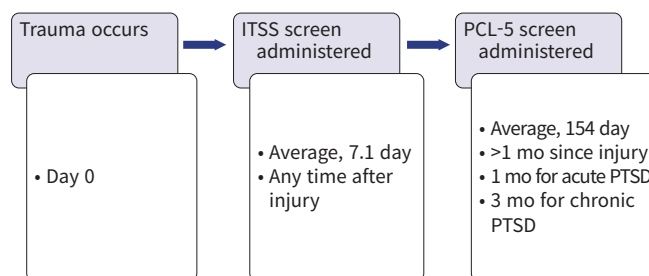 Trauma occurs
• Day 0
ITSS screen
administered
• Average, 7.1 day
• Any time after
injury
PCL-5 screen
administered
• Average, 154 day
• >1 mo since injury
• 1 mo for acute PTSD
• 3 mo for chronic
PTSD